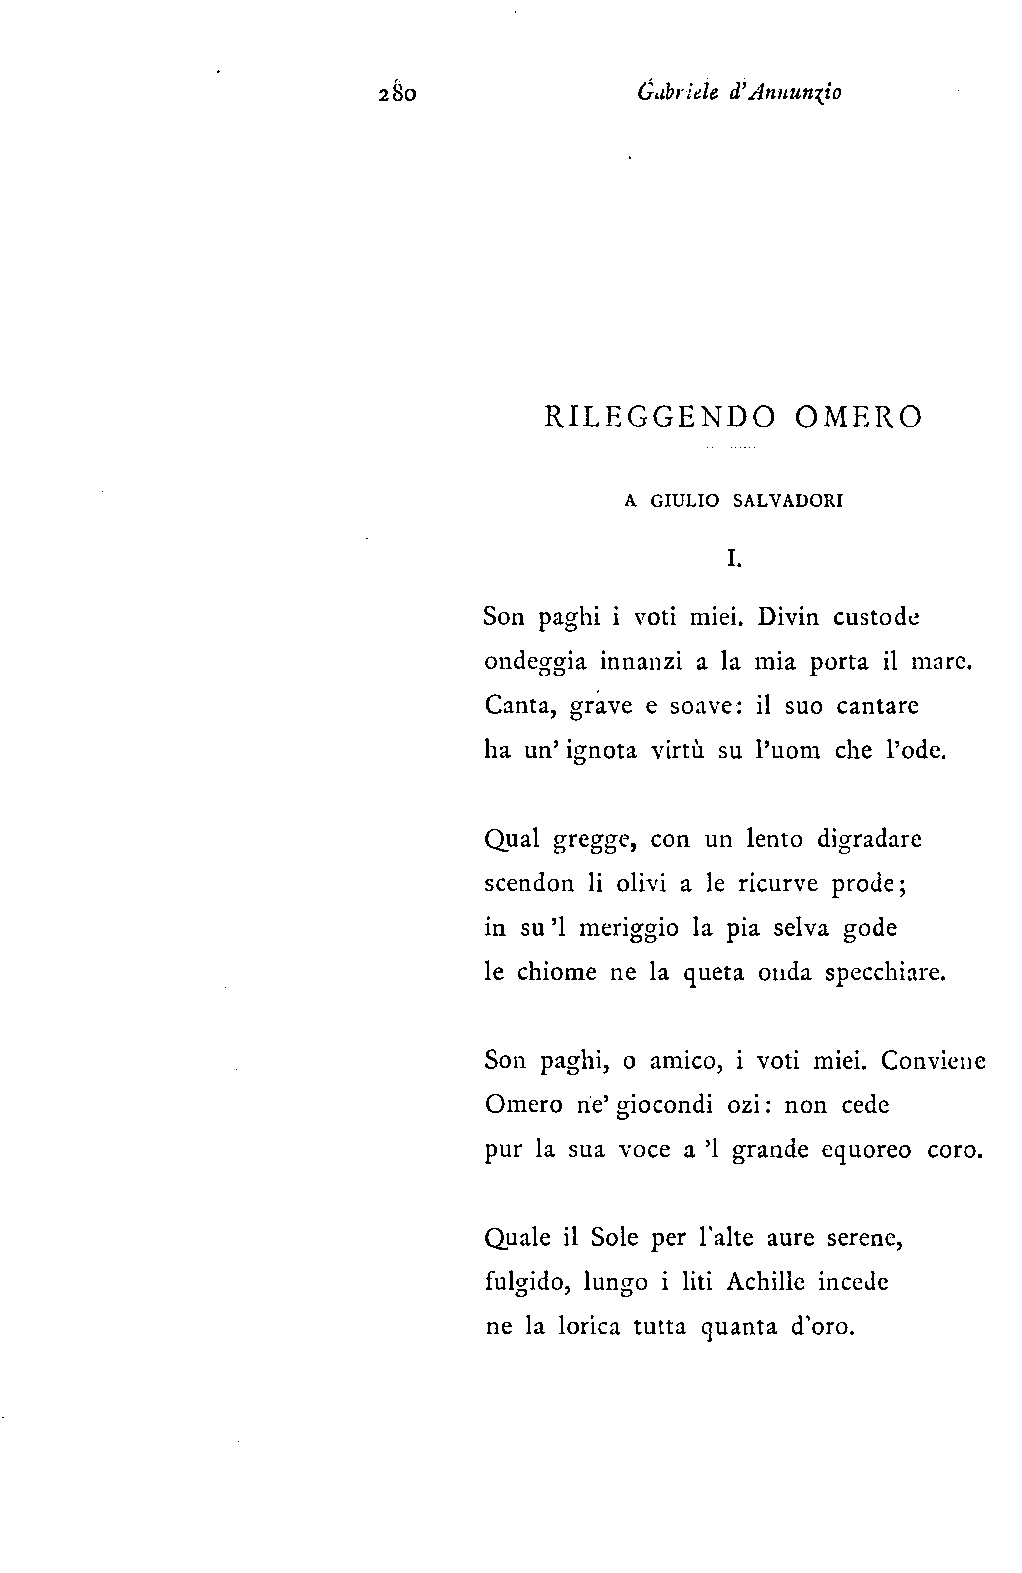 280 Gabriele d'Annunzio
RILEGGENDO OMERO
A GIULIO SALVADORI
I.
Son paghi i voti miei. Divin custode
ondeggia innanzi a la mia porta il mare.
Canta, grave e soave: il suo cantare
ha un' ignota virtù su l'uom che l'ode.
Qual gregge, con un lento digradare
scendon li olivi a le ricurve prode;
in su 'l meriggio la pia selva gode
le chiome ne la queta onda specchiare.
Son paghi, o amico, i voti miei. Conviene
Omero ne' giocondi ozi: non cede
pur la sua voce a 'l grande equoreo coro.
Quale il Sole per l'alte aure serene,
fulgido, lungo i liti Achille incede
ne la lorica tutta quanta d'oro.